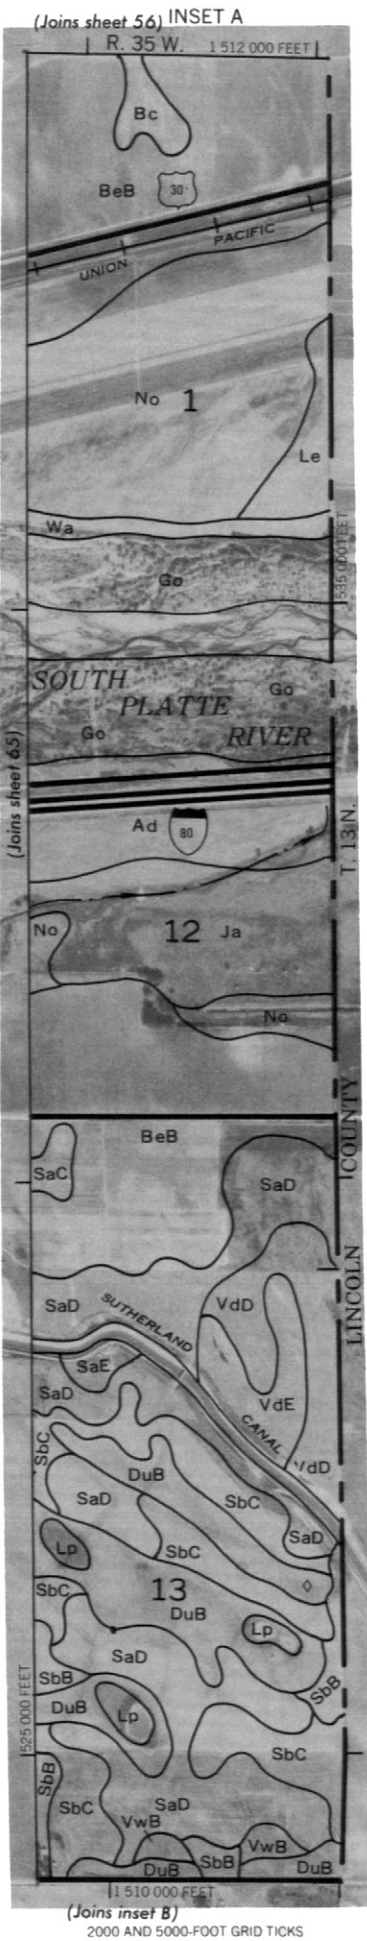 (Joins sheet 56) INSET A
R. 35 W. 1 512 000 FEET
Bc
BeB 30
UNION PACIFIC
No 1
Le
Wa
535 000 FEET
Go
SOUTH
PLATTE
RIVER
Go
Go
(Joins sheet 65)
Ad 80
T. 13 N.
No
12 Ja
No
BeB
LINCOLN COUNTY
SaC
SaD
SaD
SUTHERLAND
CANAL
VdD
SaE
SaD
VdE
SbC
VdD
DuB
SaD
SbC
SaD
Lp
SbC
13
SbC
DuB
Lp
SaD
SbB
SbB
DuB
Lp
525 000 FEET
SbC
SbB
SbC
SaD
VwB
VwB
DuB
SbB
DuB
1 510 000 FEET
(Joins inset B)
2000 AND 5000-FOOT GRID TICKS